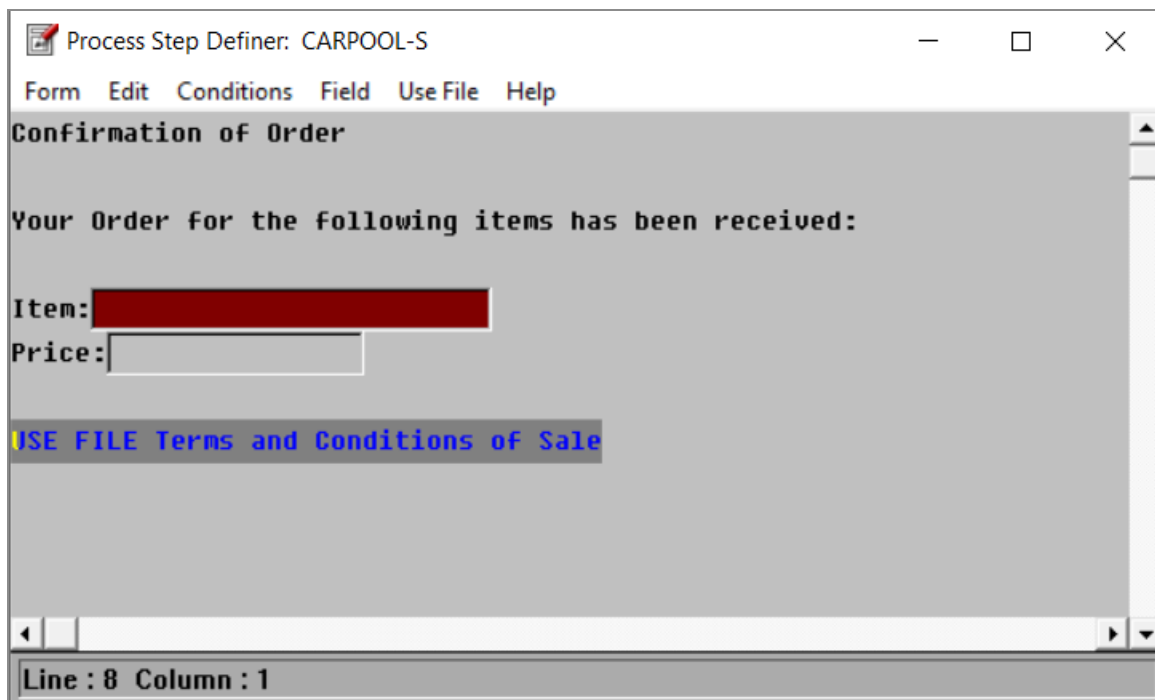 Process Step Definer: CARPOOL-S
Form Edit Conditions Field Use File Help
Confirmation of Order
Your Order for the following items has been received:
Item:
Price:
USE FILE Terms and Conditions of Sale
Line : 8 Column : 1